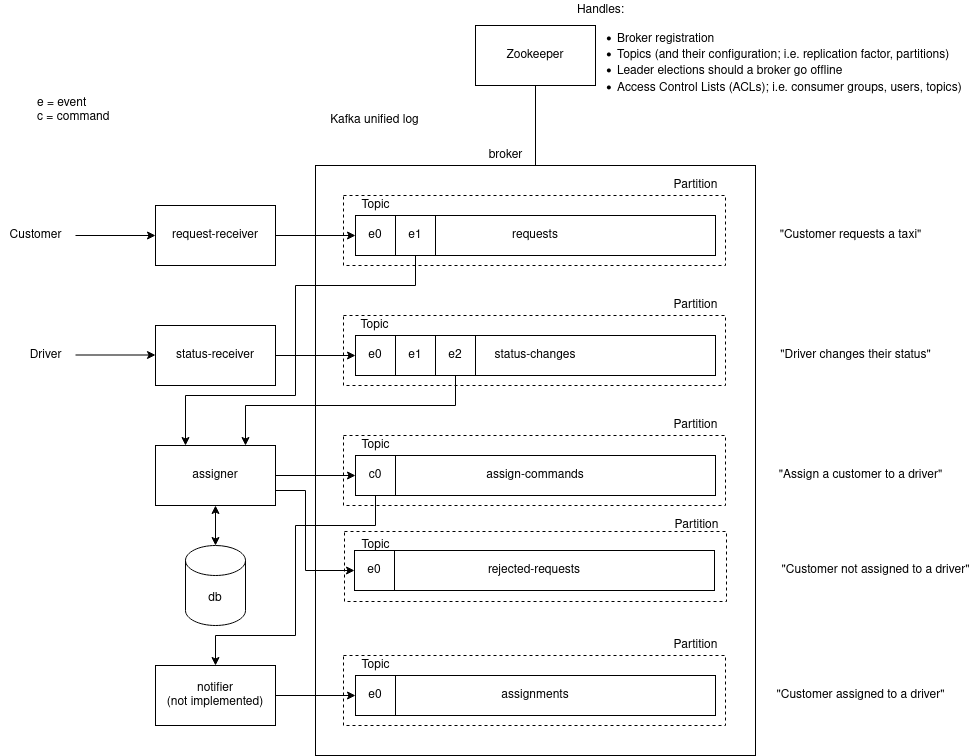 Handles:
Zookeeper
• Broker registration
• Topics (and their configuration; i.e. replication factor, partitions)
• Leader elections should a broker go offline
• Access Control Lists (ACLs); i.e. consumer groups, users, topics)
e = event
c = command
Kafka unified log
broker
Partition
Topic
Customer
request-receiver
e0
e1
requests
"Customer requests a taxi"
Partition
Topic
Driver
status-receiver
e0
e1
e2
status-changes
"Driver changes their status"
Partition
Topic
assigner
c0
assign-commands
"Assign a customer to a driver"
Partition
Topic
e0
rejected-requests
"Customer not assigned to a driver"
db
Partition
Topic
notifier
(not implemented)
e0
assignments
"Customer assigned to a driver"